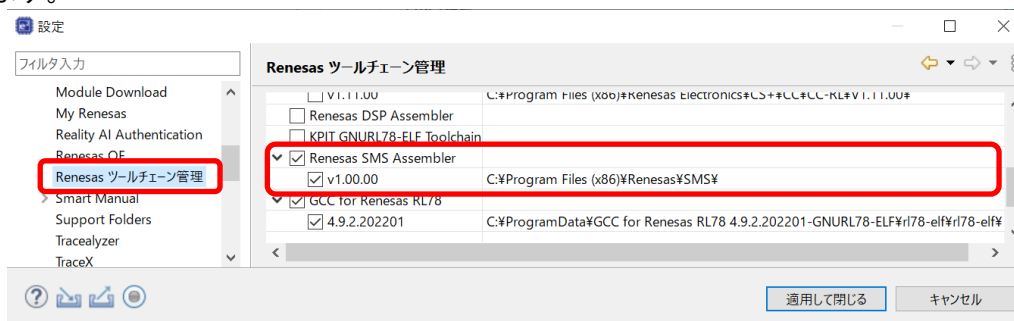 設定
フィルタ入力
Module Download
My Renesas
Reality AI Authentication
Renesas QE
Renesas ツールチェーン管理
Smart Manual
Support Folders
Tracealyzer
TraceX
Renesas ツールチェーン管理
v1.11.00 C:¥Program Files (x86)¥Renesas Electronics¥CS+¥CC¥CC-RL¥V1.11.00¥
Renesas DSP Assembler
KPIT GNURL78-ELF Toolchain
Renesas SMS Assembler
v1.00.00 C:¥Program Files (x86)¥Renesas¥SMS¥
GCC for Renesas RL78
4.9.2.202201 C:¥ProgramData¥GCC for Renesas RL78 4.9.2.202201-GNURL78-ELF¥rl78-elf¥rl78-elf¥
適用して閉じる キャンセル